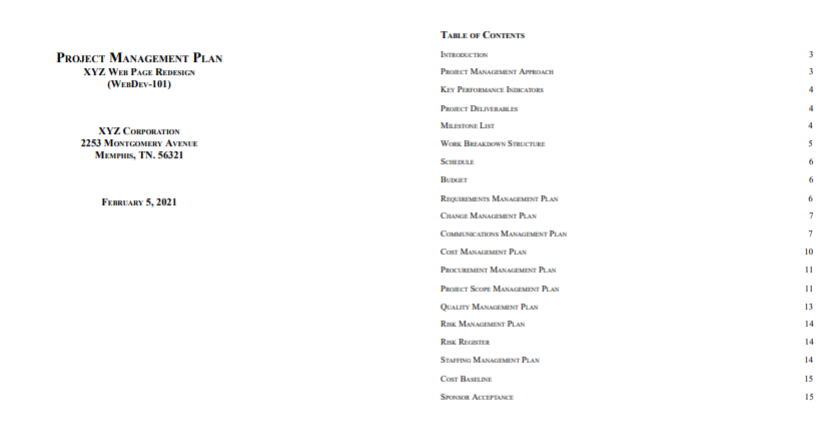 Project Management Plan
XYZ Web Page Redesign
(WebDev-101)
XYZ Corporation
2253 Montgomery Avenue
Memphis, TN. 56321
February 5, 2021
Table of Contents
Introduction 3
Project Management Approach 3
Key Performance Indicators 4
Project Deliverables 4
Milestone List 4
Work Breakdown Structure 5
Schedule 6
Budget 6
Requirements Management Plan 6
Change Management Plan 7
Communications Management Plan 7
Cost Management Plan 10
Procurement Management Plan 11
Project Scope Management Plan 11
Quality Management Plan 13
Risk Management Plan 14
Risk Register 14
Staffing Management Plan 14
Cost Baseline 15
Sponsor Acceptance 15